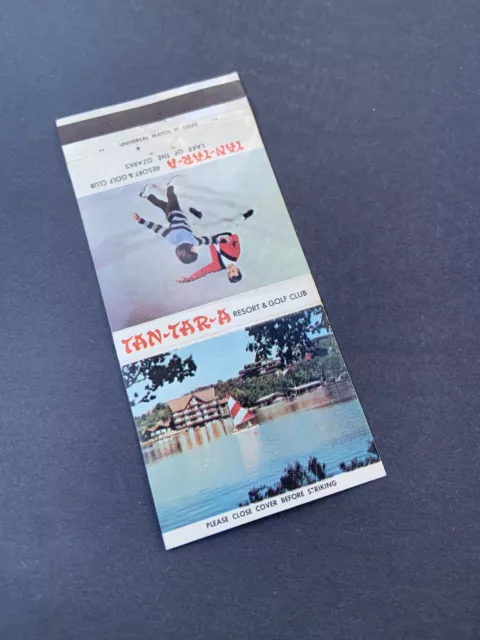 UNIVERSAL MATCH, ST. LOUIS
LAKE OF THE OZARKS
TAN-TAR-A RESORT & GOLF CLUB
TAN-TAR-A RESORT & GOLF CLUB
PLEASE CLOSE COVER BEFORE STRIKING